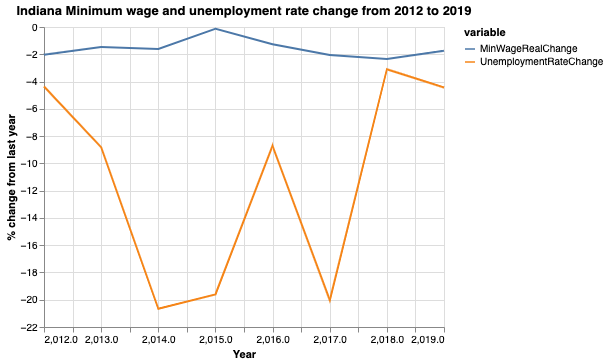 Indiana Minimum wage and unemployment rate change from 2012 to 2019
variable
MinWageRealChange
UnemploymentRateChange
% change from last year
0
−2
−4
−6
−8
−10
−12
−14
−16
−18
−20
−22
2,012.0 2,013.0 2,014.0 2,015.0 2,016.0 2,017.0 2,018.0 2,019.0
Year